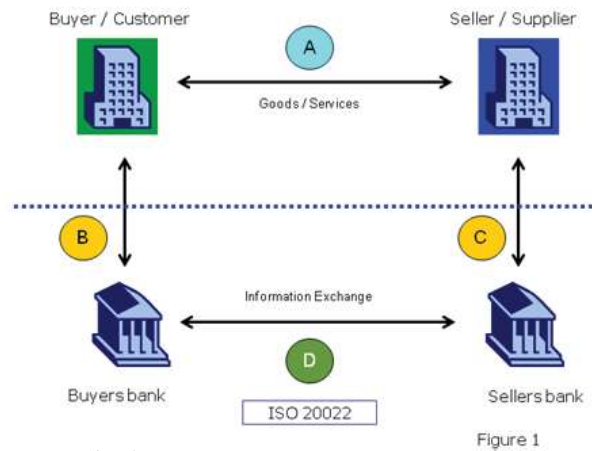 Buyer / Customer
Seller / Supplier
A
Goods / Services
B
C
Information Exchange
D
Buyers bank
Sellers bank
ISO 20022
Figure 1